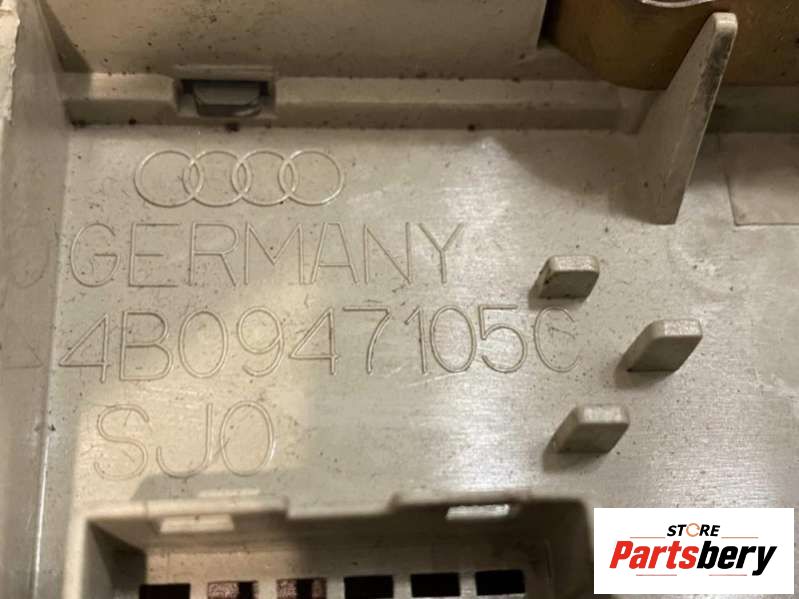 GERMANY
4B0947105C
SJ0
STORE
Partsbery